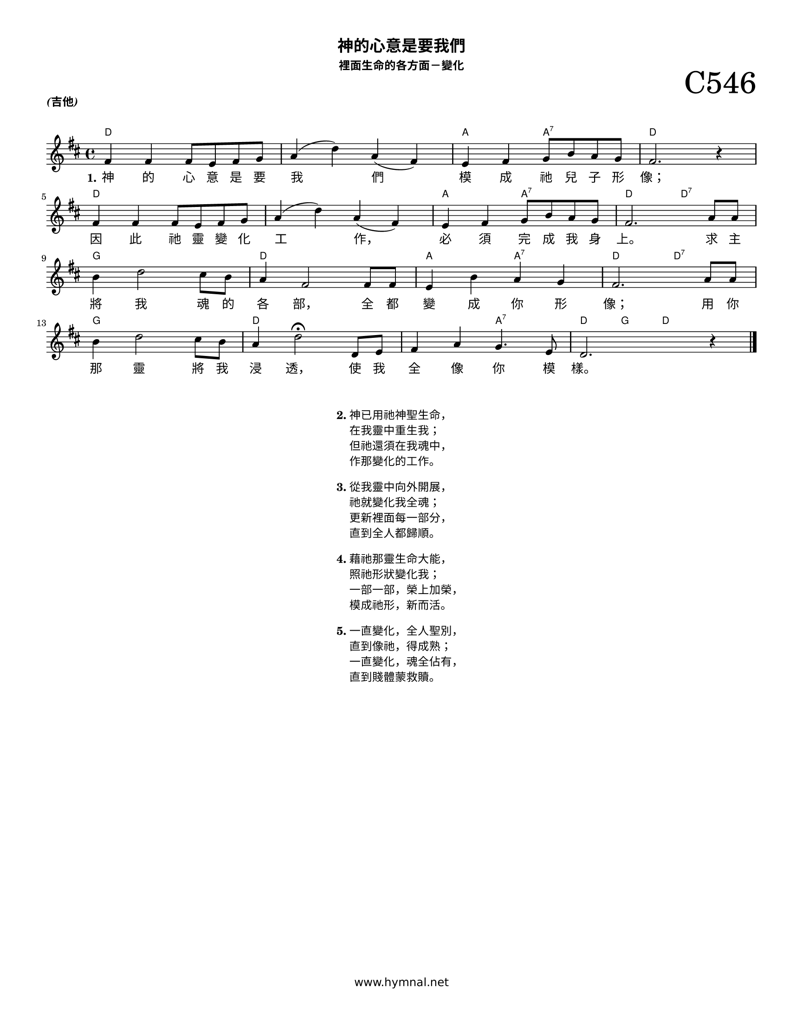 神的心意是要我們
裡面生命的各方面－變化
C546
(吉他)
D A A7 D
1. 神 的 心 意 是 要 我 們 模 成 祂 兒 子 形 像；
5 D A A7 D D7
因 此 祂 靈 變 化 工 作， 必 須 完 成 我 身 上。 求 主
9 G D A A7 D D7
將 我 魂 的 各 部， 全 都 變 成 你 形 像； 用 你
13 G D A7 D G D
那 靈 將 我 浸 透， 使 我 全 像 你 模 樣。
2. 神已用祂神聖生命，
在我靈中重生我；
但祂還須在我魂中，
作那變化的工作。
3. 從我靈中向外開展，
祂就變化我全魂；
更新裡面每一部分，
直到全人都歸順。
4. 藉祂那靈生命大能，
照祂形狀變化我；
一部一部，榮上加榮，
模成祂形，新而活。
5. 一直變化，全人聖別，
直到像祂，得成熟；
一直變化，魂全佔有，
直到賤體蒙救贖。
www.hymnal.net